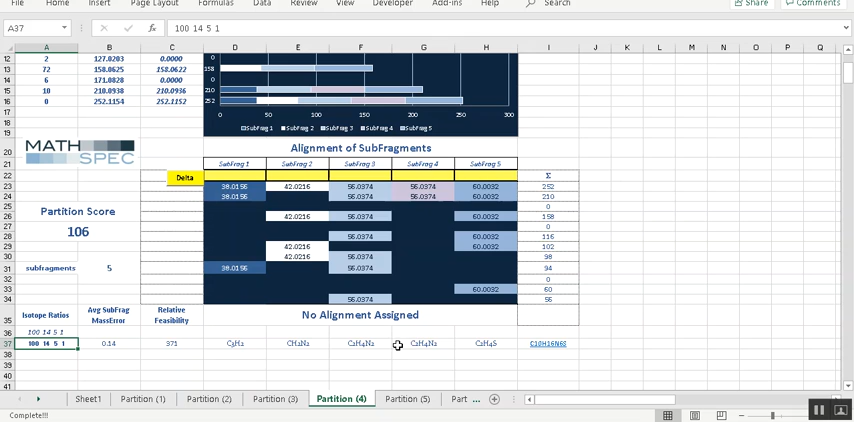 File Home Insert Page Layout Formulas Data Review View Developer Add-ins Help Search Share Comments
A37 fx 100 14 5 1
A B C D E F G H I J K L M N O P Q
12 2 127.0203 0.0000 0
13 72 158.0625 158.0622 158
14 6 171.0828 0.0000 0
15 10 210.0938 210.0936 210
16 0 252.1154 252.1152 252
17 0 50 100 150 200 250 300
18 SubFrag 1 SubFrag 2 SubFrag 3 SubFrag 4 SubFrag 5
19
20 MATH SPEC Alignment of SubFragments
21 SubFrag 1 SubFrag 2 SubFrag 3 SubFrag 4 SubFrag 5
22 Delta Σ
23 38.0156 42.0216 56.0374 56.0374 60.0032 252
24 38.0156 56.0374 56.0374 60.0032 210
25 Partition Score 0
26 42.0216 56.0374 60.0032 158
27 106 0
28 56.0374 60.0032 116
29 42.0216 60.0032 102
30 42.0216 56.0374 98
31 subfragments 5 38.0156 56.0374 94
32 0
33 60.0032 60
34 56.0374 56
35 Isotope Ratios Avg SubFrag MassError Relative Feasibility No Alignment Assigned
36 100 14 5 1
37 100 14 5 1 0.14 371 C3H2 CH2N2 C2H4N2 C2H4N2 C2H4S C10H16N6S
38
39
40
41
Sheet1 Partition (1) Partition (2) Partition (3) Partition (4) Partition (5) Part ...
Complete!!!